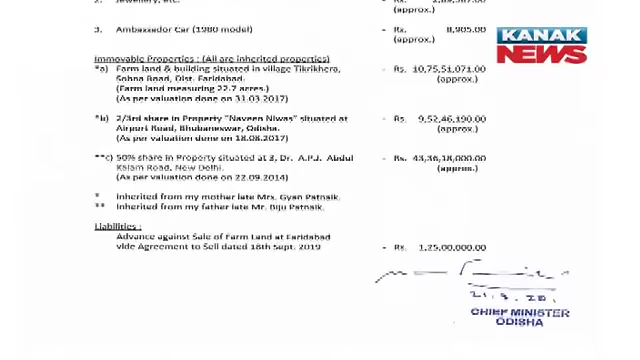 2. Jewellery, etc. - Rs. 2,89,587.00
(approx.)
3. Ambassador Car (1980 model) - Rs. 8,905.00
(approx.)
KANAK
NEWS
Immovable Properties : (All are inherited properties)
*a) Farm land & building situated in village Tikrikhera, - Rs. 10,75,51,071.00
Sohna Road, Dist. Faridabad. (approx.)
(Farm land measuring 22.7 acres.)
(As per valuation done on 31.03.2017)
*b) 2/3rd share in Property "Naveen Niwas" situated at - Rs. 9,52,46,190.00
Airport Road, Bhubaneswar, Odisha. (approx.)
(As per valuation done on 18.08.2017)
**c) 50% share in Property situated at 3, Dr. A.P.J. Abdul - Rs. 43,36,18,000.00
Kalam Road, New Delhi. (approx.)
(As per valuation done on 22.09.2014)
* Inherited from my mother late Mrs. Gyan Patnaik.
** Inherited from my father late Mr. Biju Patnaik.
Liabilities :
Advance against Sale of Farm Land at Faridabad
vide Agreement to Sell dated 18th Sept. 2019 - Rs. 1,25,00,000.00
CHIEF MINISTER
ODISHA